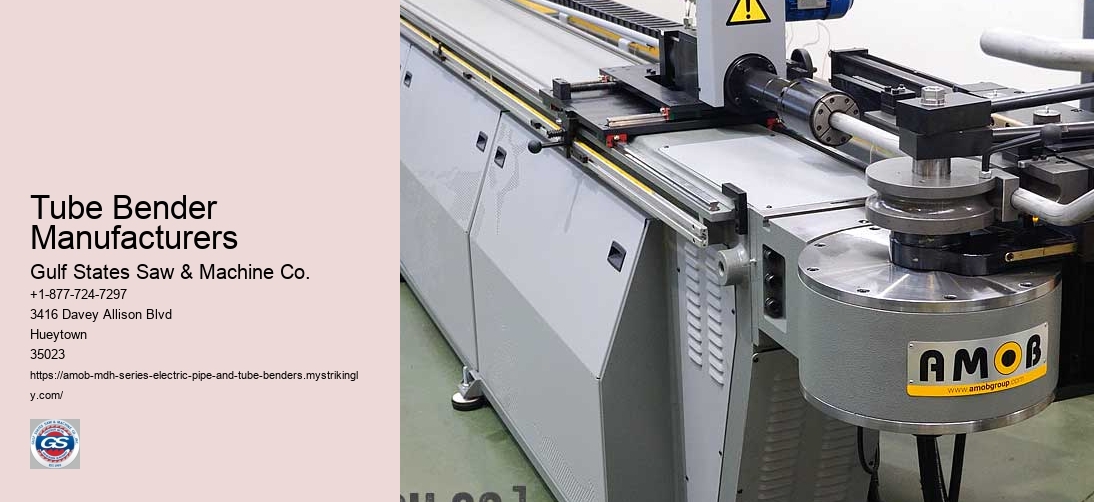 Tube Bender
Manufacturers
Gulf States Saw & Machine Co.
+1-877-724-7297
3416 Davey Allison Blvd
Hueytown
35023
https://amob-mdh-series-electric-pipe-and-tube-benders.mystrikingl
y.com/
GS
AMOB
www.amobgroup.com